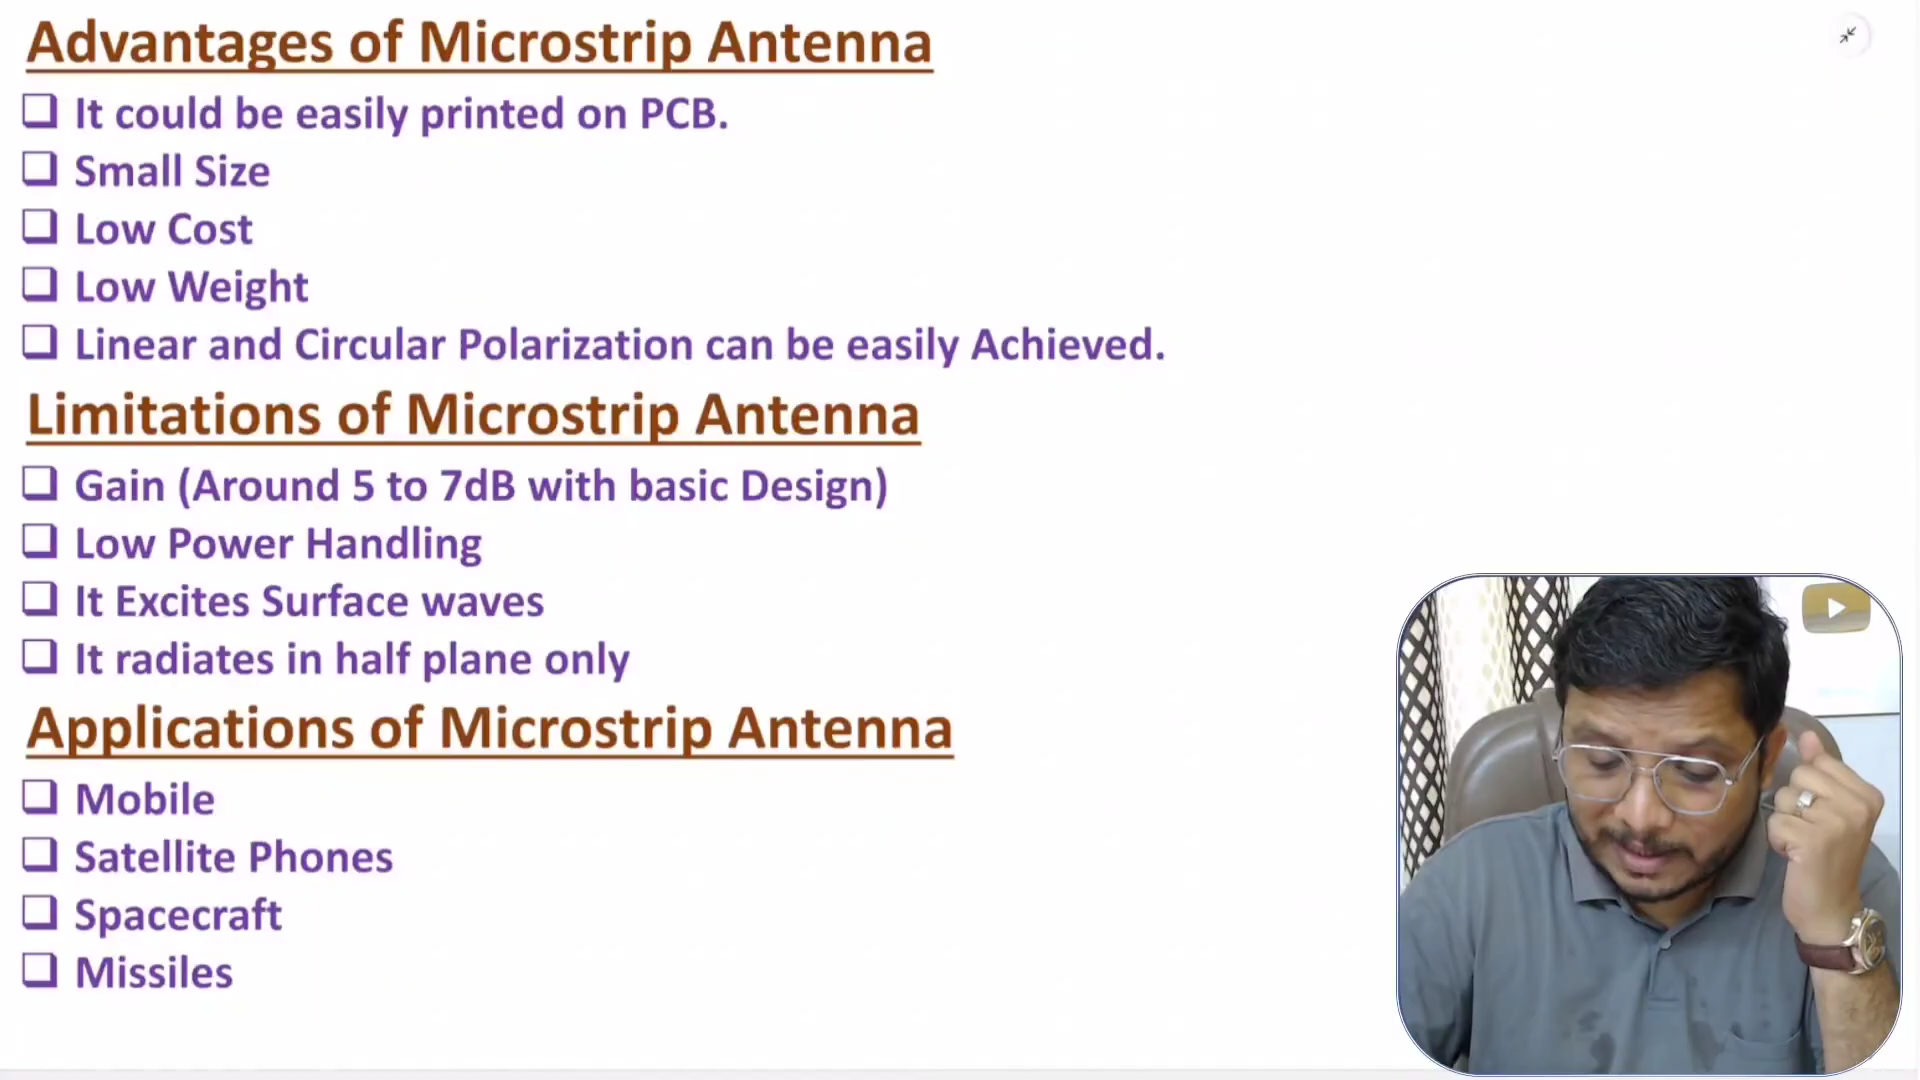 Advantages of Microstrip Antenna
It could be easily printed on PCB.
Small Size
Low Cost
Low Weight
Linear and Circular Polarization can be easily Achieved.
Limitations of Microstrip Antenna
Gain (Around 5 to 7dB with basic Design)
Low Power Handling
It Excites Surface waves
It radiates in half plane only
Applications of Microstrip Antenna
Mobile
Satellite Phones
Spacecraft
Missiles